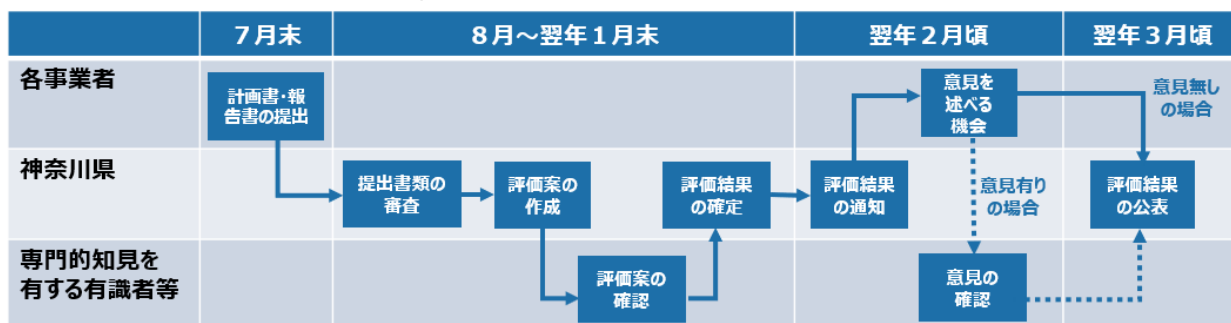 7月末
8月～翌年1月末
翌年2月頃
翌年3月頃
各事業者
計画書・報
告書の提出
意見を
述べる
機会
意見無し
の場合
神奈川県
提出書類の
審査
評価案の
作成
評価結果
の確定
評価結果
の通知
意見有り
の場合
評価結果
の公表
専門的知見を
有する有識者等
評価案の
確認
意見の
確認